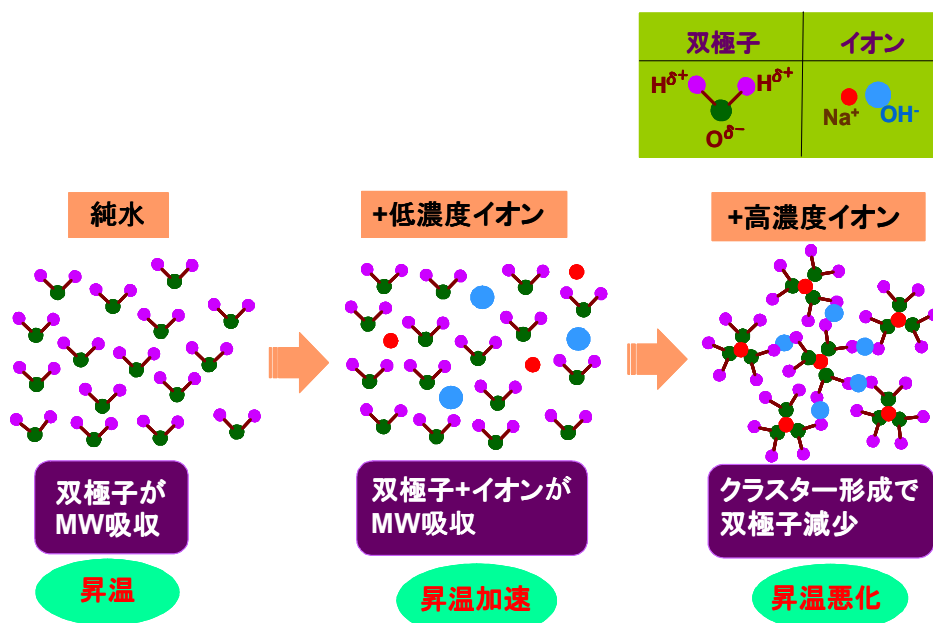 双極子
イオン
Hδ+
Hδ+
Oδ−
Na+
OH-
純水
+低濃度イオン
+高濃度イオン
双極子が
MW吸収
双極子+イオンが
MW吸収
クラスター形成で
双極子減少
昇温
昇温加速
昇温悪化